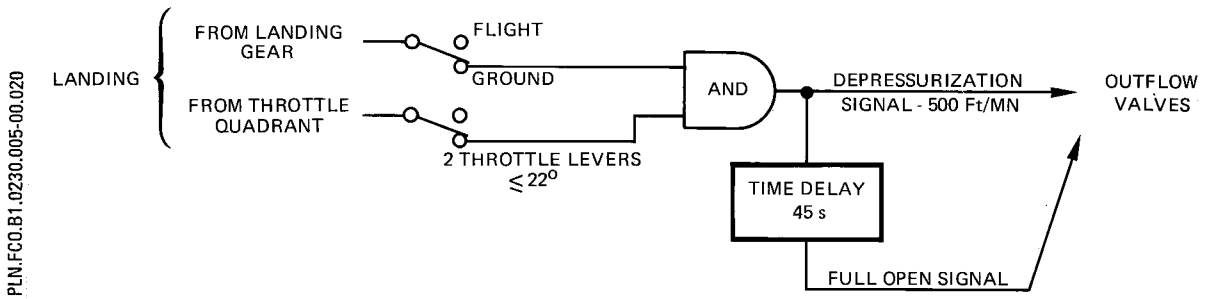 PLN.FCO.B1.0230.005-00.020
LANDING
FROM LANDING
GEAR
FLIGHT
GROUND
FROM THROTTLE
QUADRANT
2 THROTTLE LEVERS
≤ 22°
AND
DEPRESSURIZATION
SIGNAL - 500 Ft/MN
OUTFLOW
VALVES
TIME DELAY
45 s
FULL OPEN SIGNAL